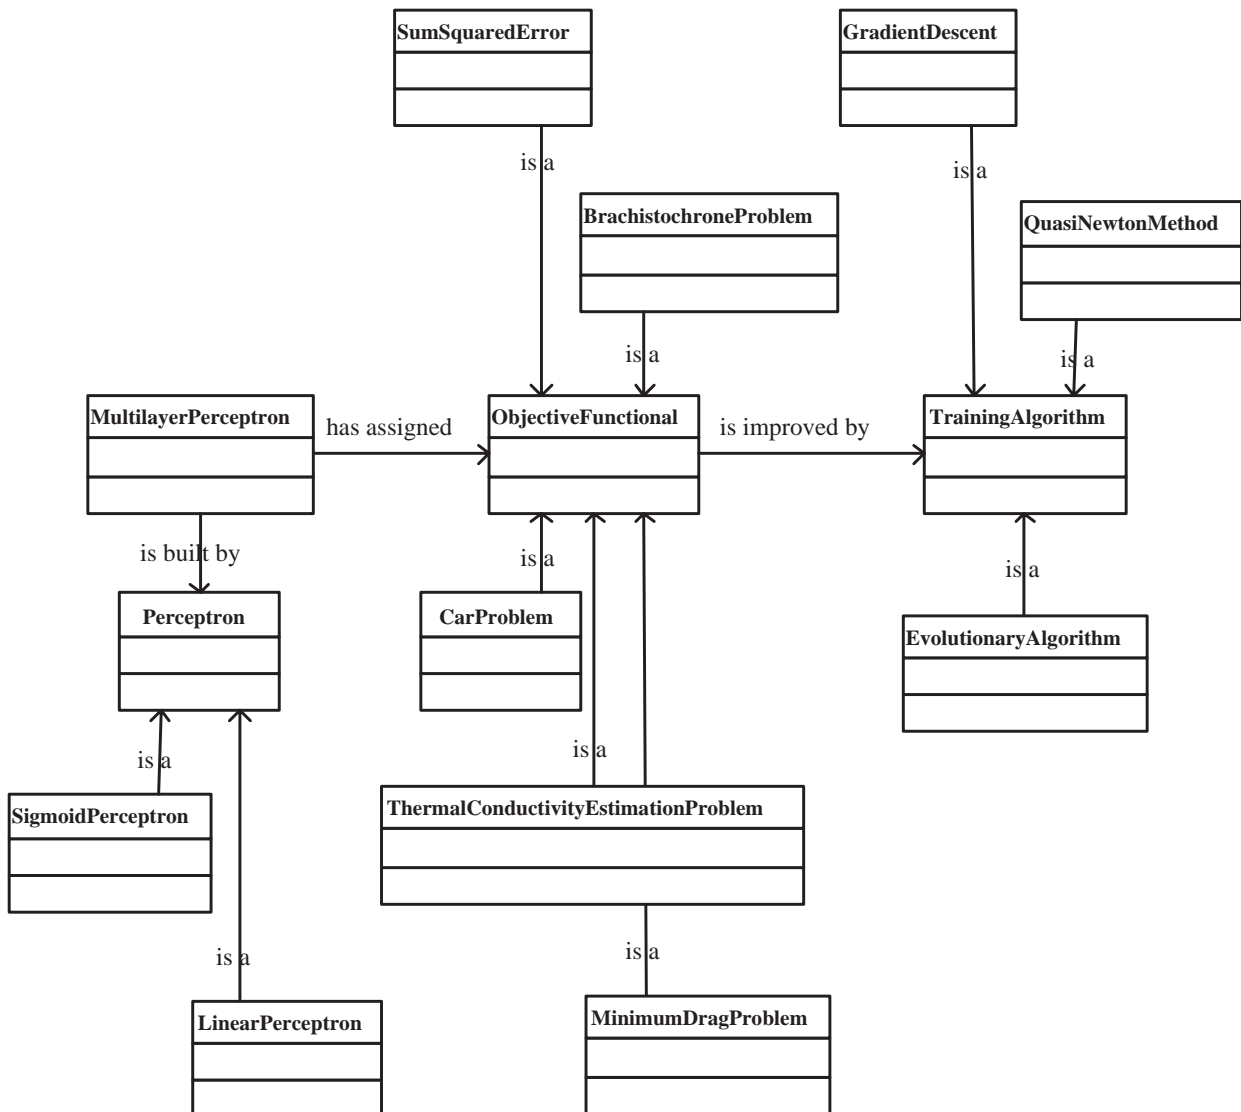 SumSquaredError
GradientDescent
is a
is a
BrachistochroneProblem
QuasiNewtonMethod
is a
is a
MultilayerPerceptron
has assigned
ObjectiveFunctional
is improved by
TrainingAlgorithm
is built by
is a
is a
Perceptron
CarProblem
EvolutionaryAlgorithm
is a
is a
SigmoidPerceptron
ThermalConductivityEstimationProblem
is a
is a
LinearPerceptron
MinimumDragProblem